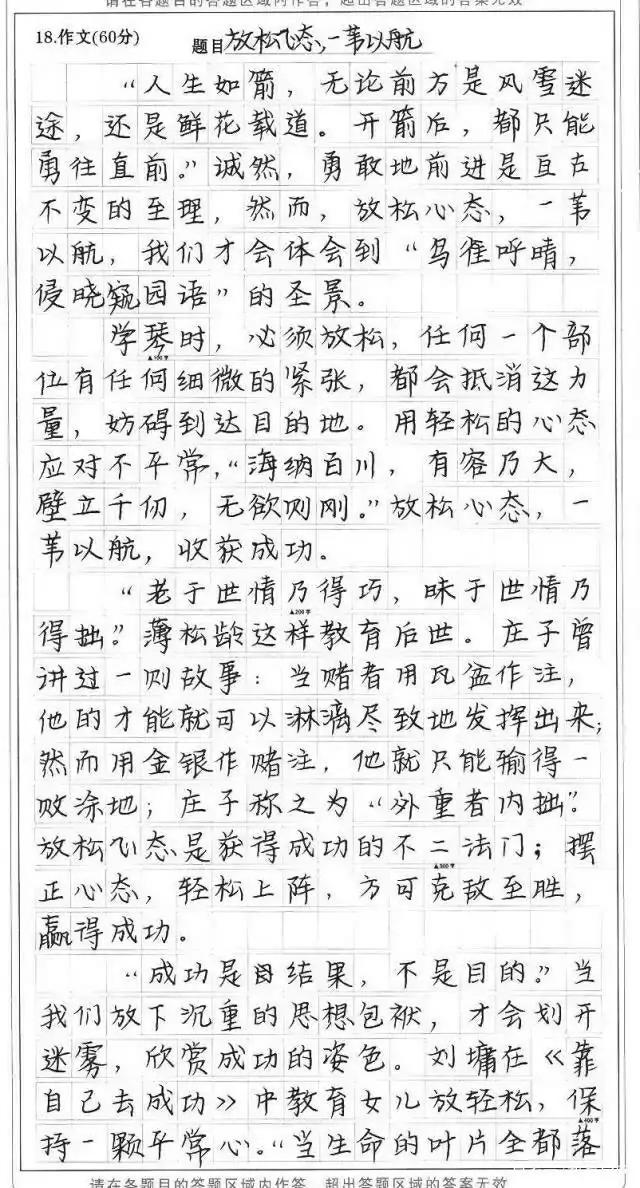 请在各题目的答题区域内作答，超出答题区域的答案无效
18.作文(60分) 题目 放松心态,一苇以航
“人生如箭，无论前方是风雪迷
途，还是鲜花载道。开箭后，都只能
勇往直前。”诚然，勇敢地前进是亘古
不变的至理，然而，放松心态，一苇
以航，我们才会体会到“鸟雀呼晴，
侵晓窥园语”的圣景。
学琴时，必须放松，任何一个部
▲100字
位有任何细微的紧张，都会抵消这力
量，妨碍到达目的地。用轻松的心态
应对不平常,“海纳百川，有容乃大，
壁立千仞，无欲则刚。”放松心态，一
苇以航，收获成功。
“老于世情乃得巧，昧于世情乃
▲200字
得拙”。薄松龄这样教育后世。庄子曾
讲过一则故事：当赌者用瓦盆作注，
他的才能就可以淋漓尽致地发挥出来；
然而用金银作赌注，他就只能输得一
败涂地；庄子称之为“外重者内拙”。
放松心态是获得成功的不二法门；摆
▲300字
正心态，轻松上阵，方可克敌至胜，
赢得成功。
“成功是结果，不是目的。”当
我们放下沉重的思想包袱，才会划开
迷雾，欣赏成功的姿色。刘墉在《靠
自己去成功》中教育女儿放轻松，保
▲400字
持一颗平常心。“当生命的叶片全都落
请在各题目的答题区域内作答，超出答题区域的答案无效